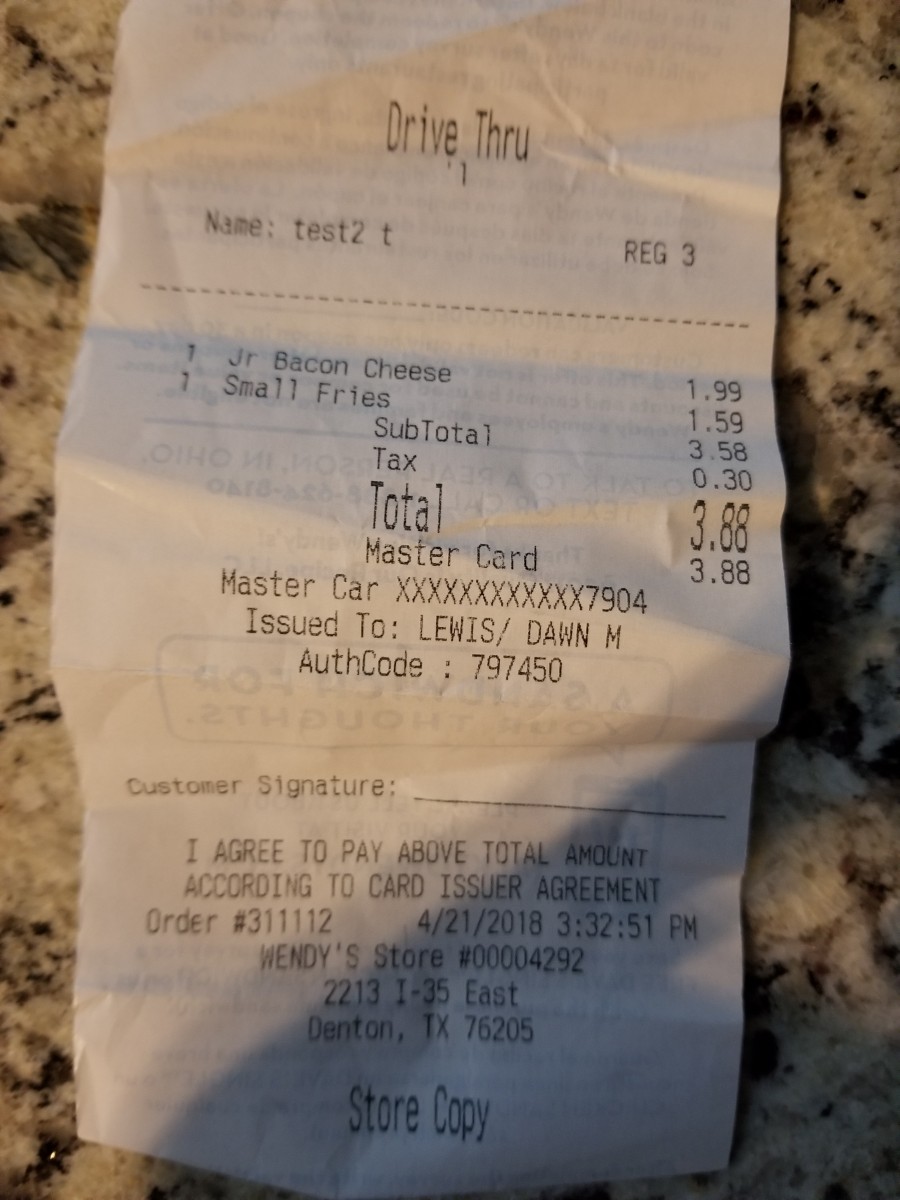 Drive Thru
'1
Name: test2 t
REG 3
--------------------------------------------------
1 Jr Bacon Cheese 1.99
1 Small Fries 1.59
SubTotal 3.58
Tax 0.30
Total 3.88
Master Card 3.88
Master Car XXXXXXXXXXXX7904
Issued To: LEWIS/ DAWN M
AuthCode : 797450
Customer Signature:
I AGREE TO PAY ABOVE TOTAL AMOUNT
ACCORDING TO CARD ISSUER AGREEMENT
Order #311112 4/21/2018 3:32:51 PM
WENDY'S Store #00004292
2213 I-35 East
Denton, TX 76205
Store Copy